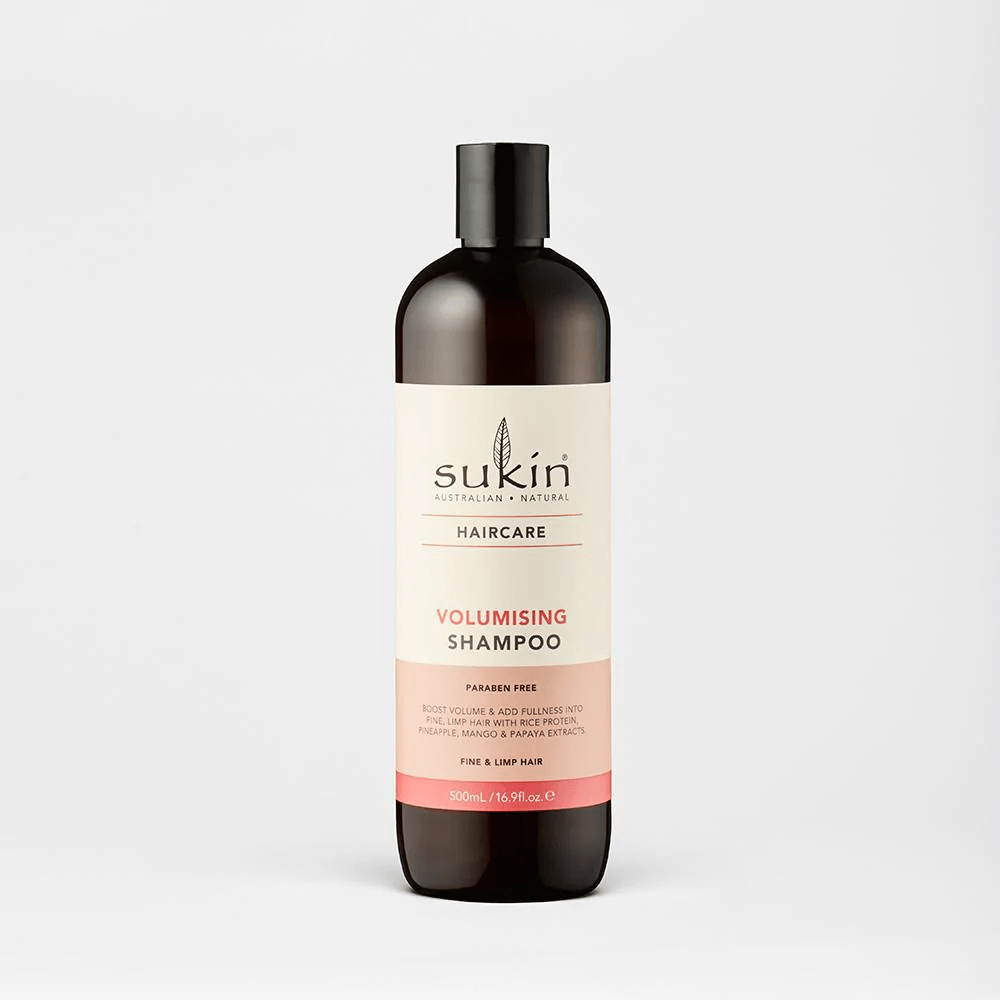 sukin®
AUSTRALIAN • NATURAL
HAIRCARE
VOLUMISING
SHAMPOO
PARABEN FREE
BOOST VOLUME & ADD FULLNESS INTO
FINE, LIMP HAIR WITH RICE PROTEIN,
PINEAPPLE, MANGO & PAPAYA EXTRACTS.
FINE & LIMP HAIR
500mL / 16.9fl.oz. ℮